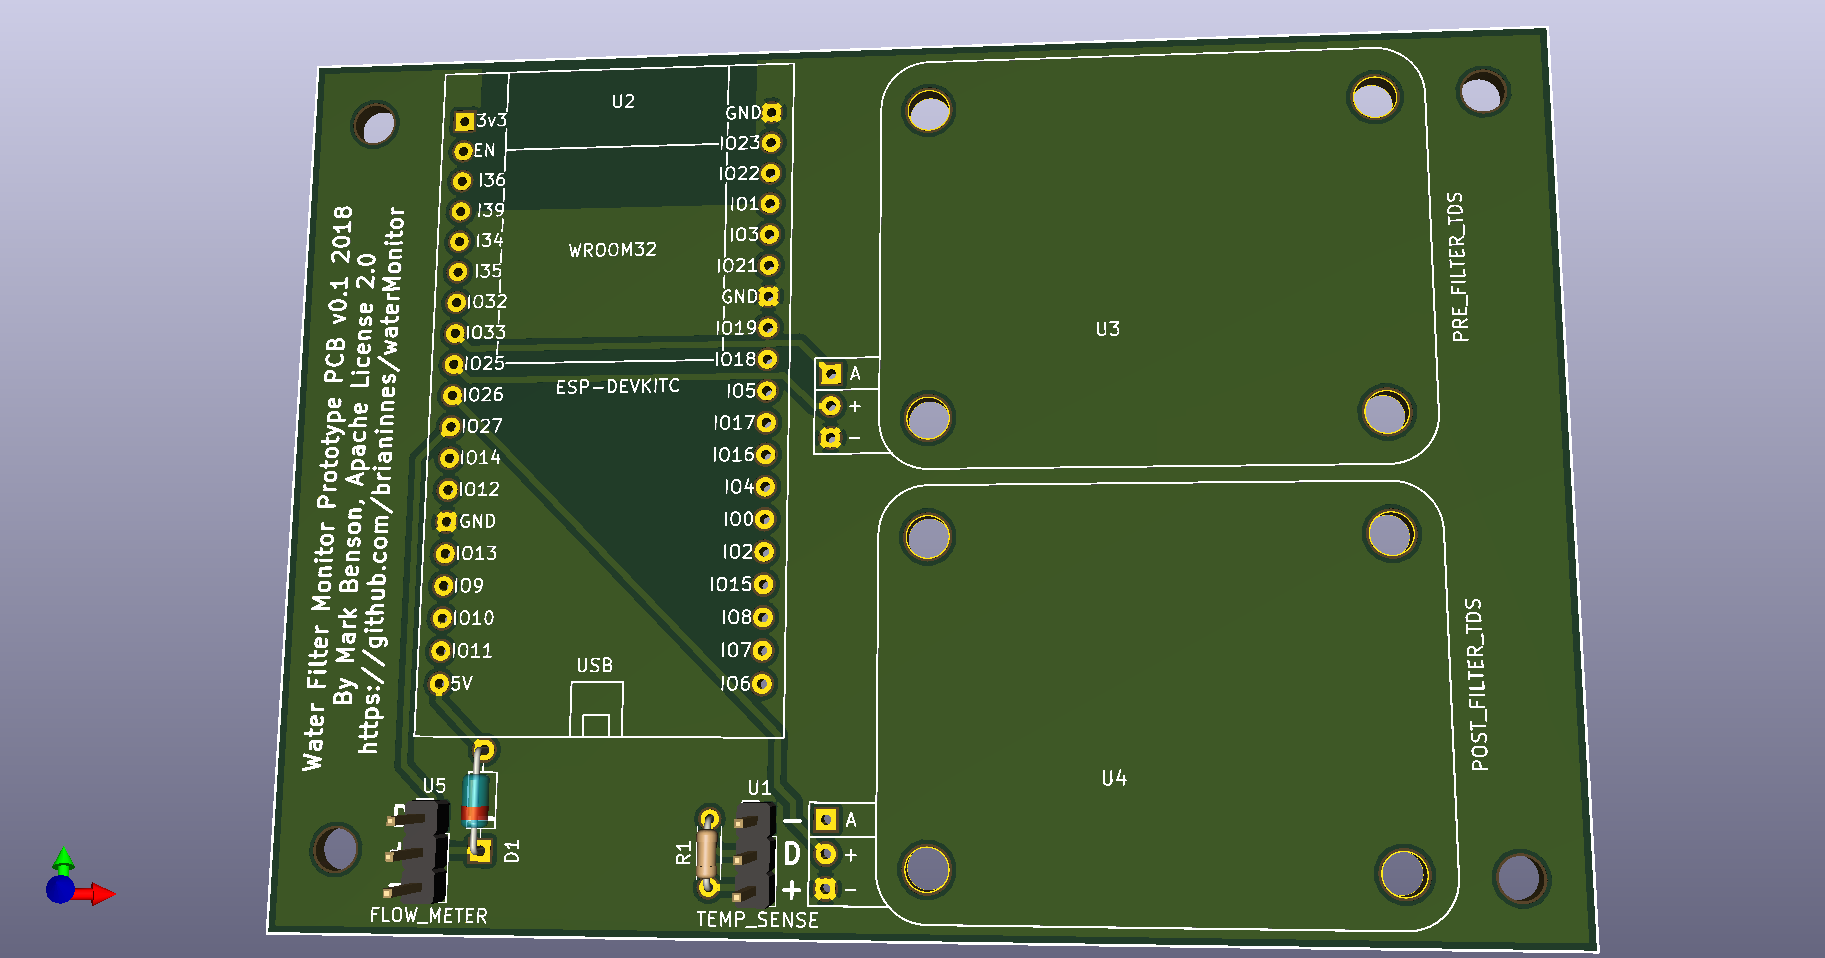 Water Filter Monitor Prototype PCB v0.1 2018
By Mark Benson, Apache License 2.0
https://github.com/brianinnes/waterMonitor
U2
3v3
EN
I36
I39
I34
I35
IO32
IO33
IO25
IO26
IO27
IO14
IO12
GND
IO13
IO9
IO10
IO11
5V
GND
IO23
IO22
IO1
IO3
IO21
GND
IO19
IO18
IO5
IO17
IO16
IO4
IO0
IO2
IO15
IO8
IO7
IO6
WROOM32
ESP-DEVKITC
USB
U3
A
+
-
PRE_FILTER_TDS
U4
A
+
-
POST_FILTER_TDS
U5
D1
FLOW_METER
U1
R1
-
D
+
TEMP_SENSE